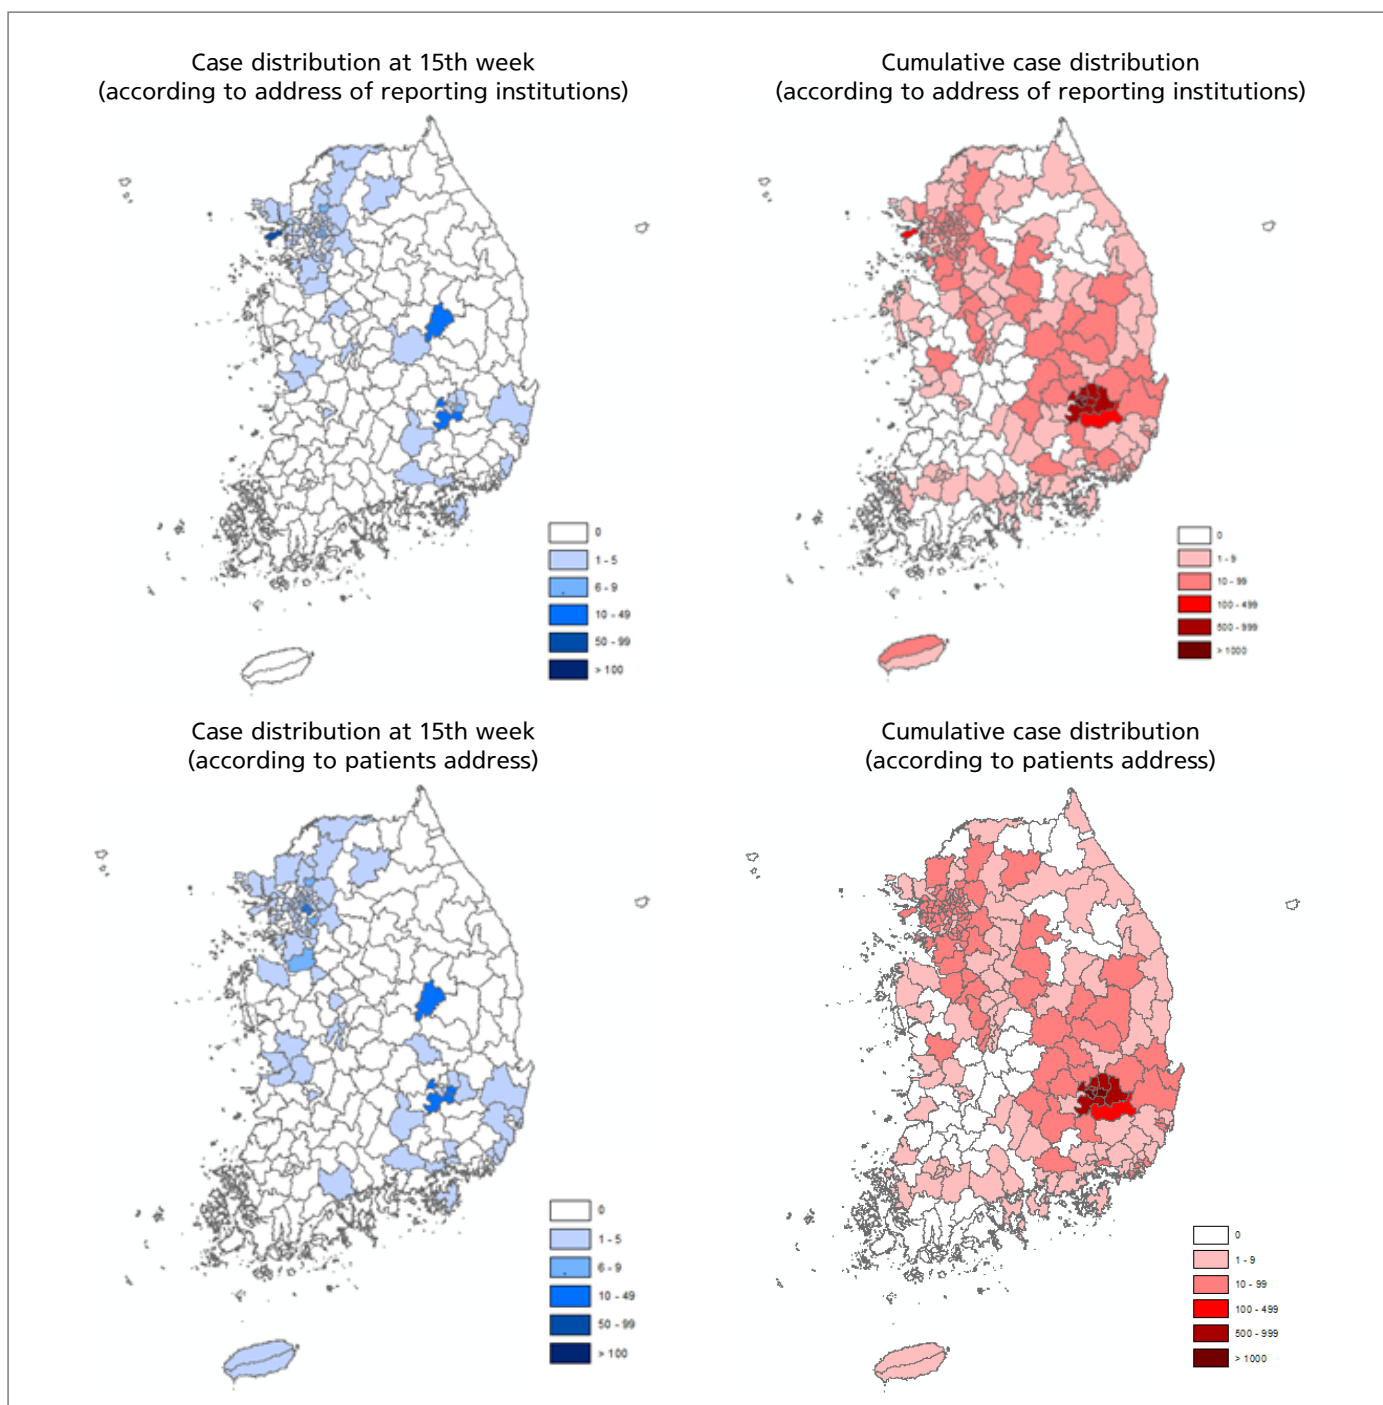 Case distribution at 15th week
(according to address of reporting institutions)
0
1 - 5
6 - 9
10 - 49
50 - 99
> 100
Cumulative case distribution
(according to address of reporting institutions)
0
1 - 9
10 - 99
100 - 499
500 - 999
> 1000
Case distribution at 15th week
(according to patients address)
0
1 - 5
6 - 9
10 - 49
50 - 99
> 100
Cumulative case distribution
(according to patients address)
0
1 - 9
10 - 99
100 - 499
500 - 999
> 1000